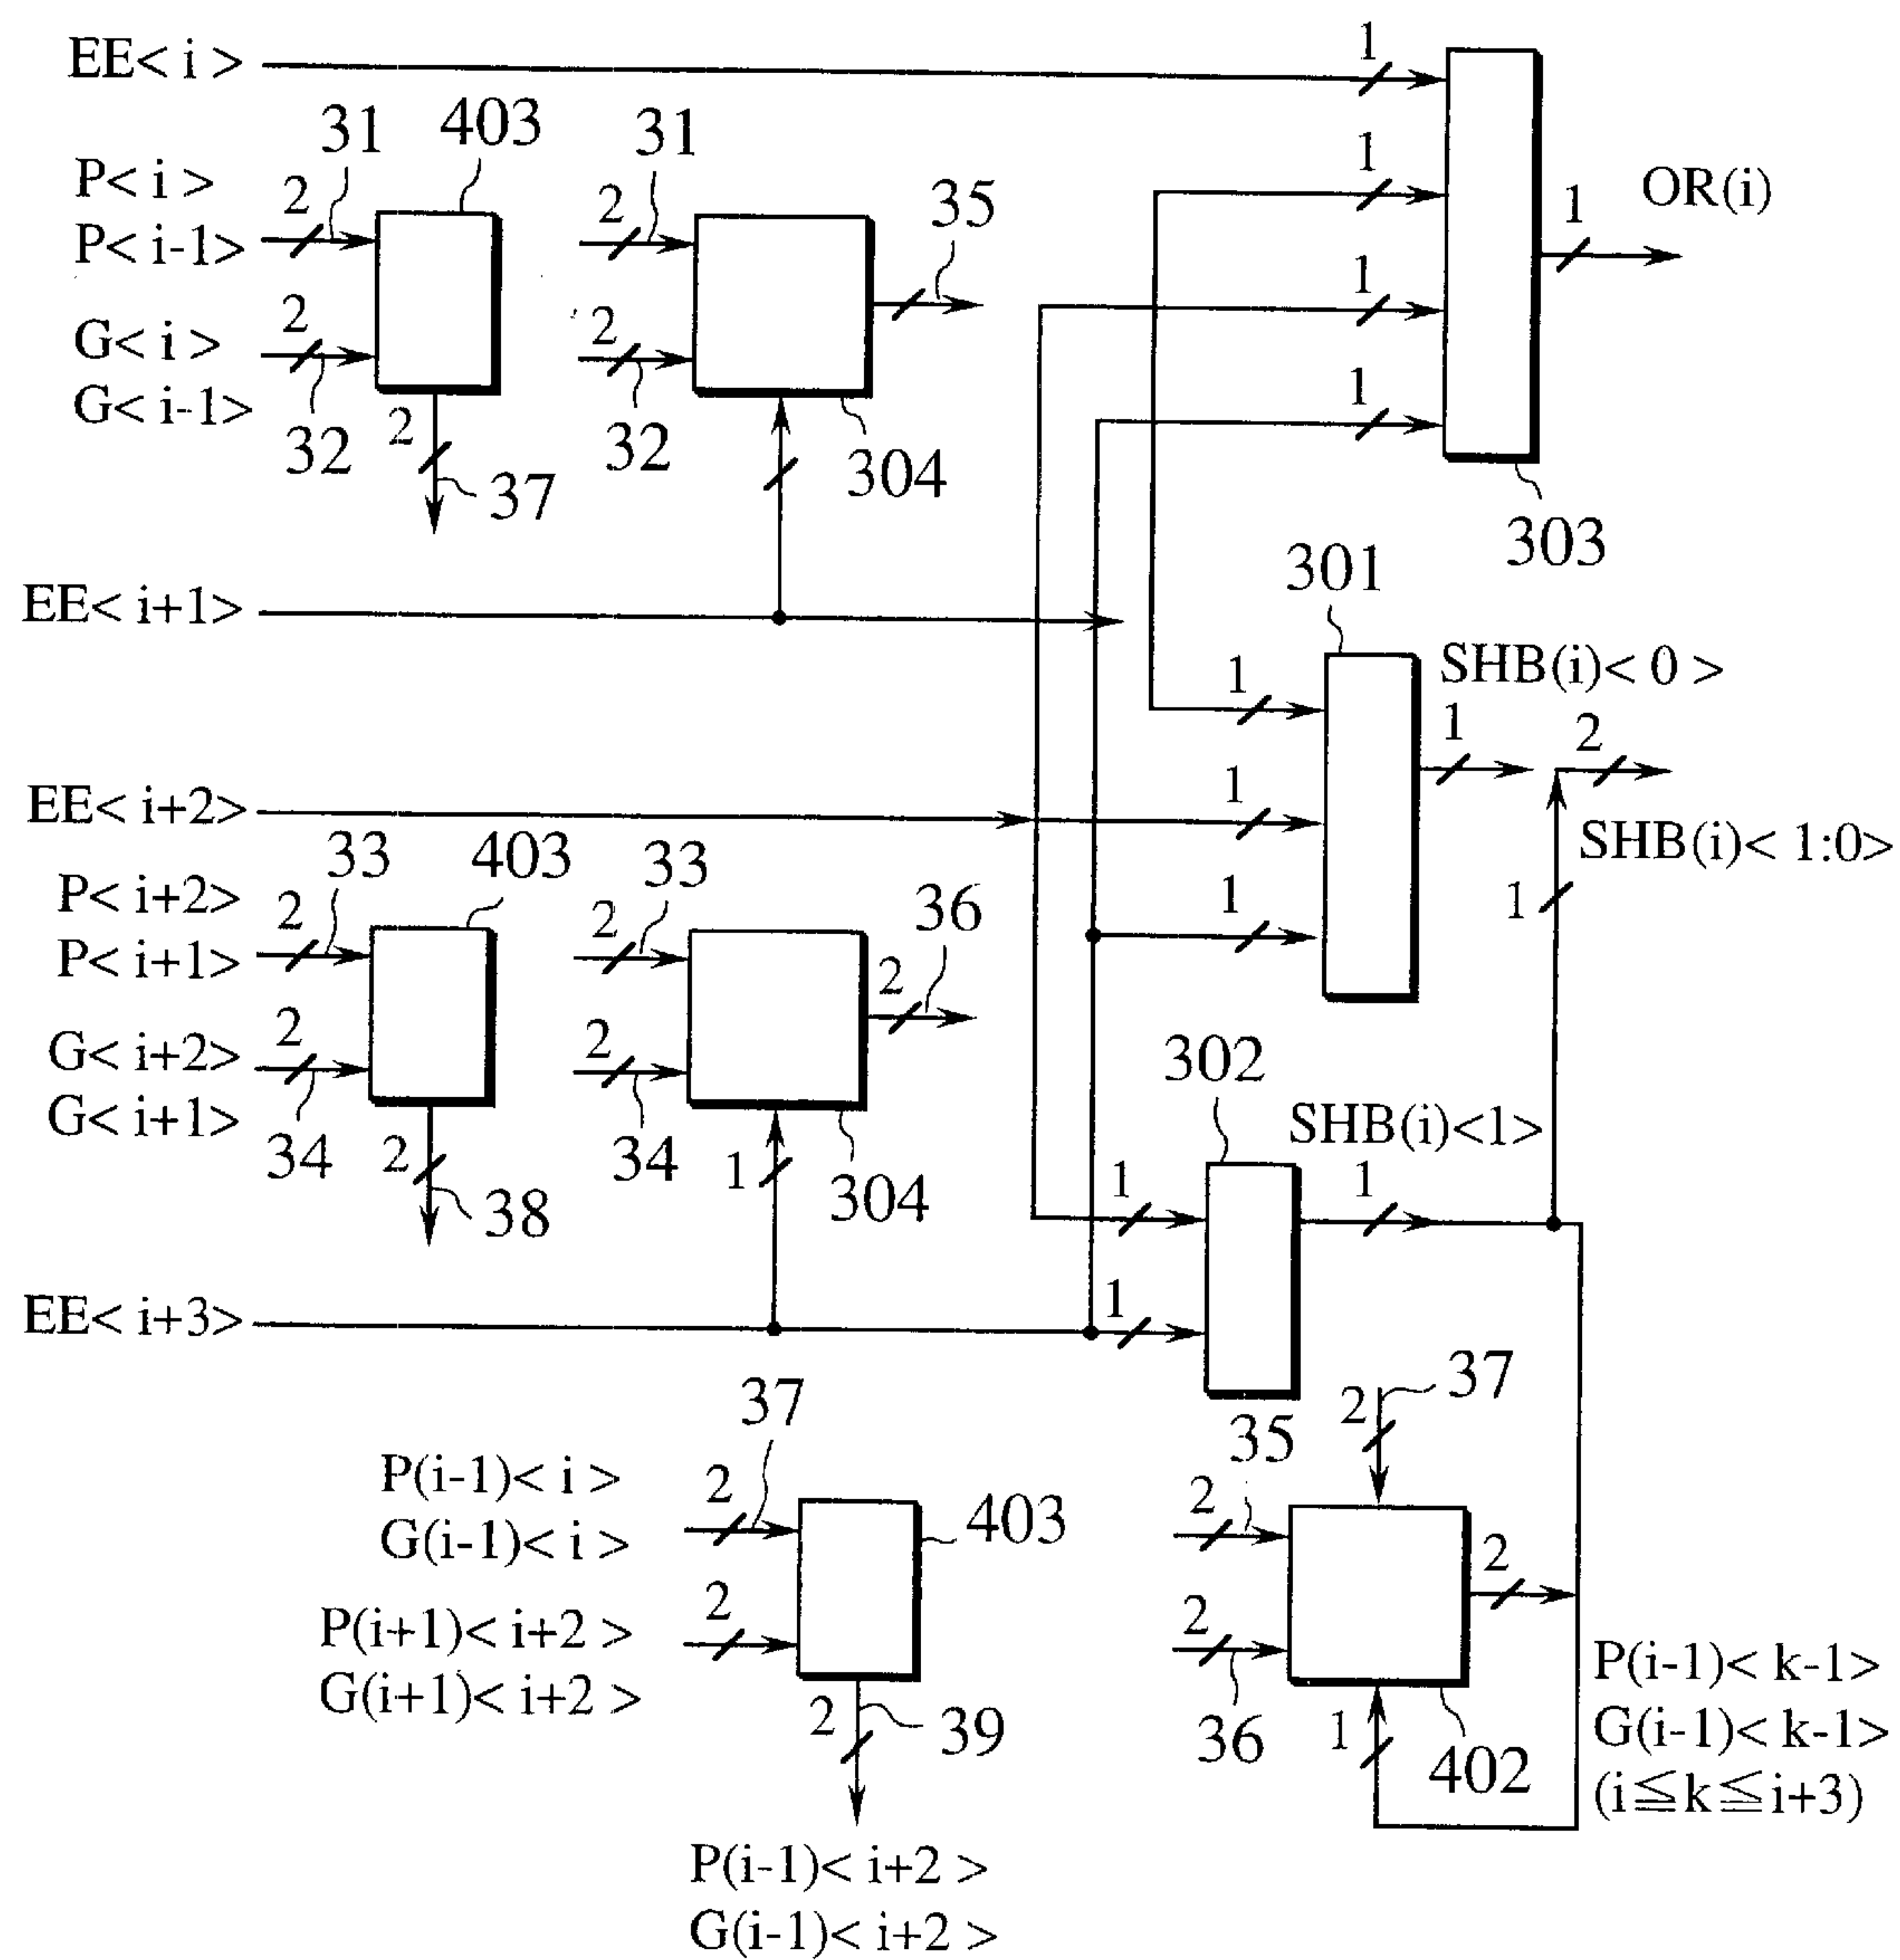 EE< i >
1
403
31
31
P< i >
P< i-1>
2
2
35
1
OR(i)
1
G< i >
G< i-1>
2
2
1
32
2
32
304
1
37
303
301
EE< i+1>
SHB(i)< 0 >
1
1
2
EE< i+2>
1
SHB(i)< 1:0>
33
403
33
P< i+2>
P< i+1>
2
2
36
1
1
2
G< i+2>
G< i+1>
2
2
302
34
2
34
1
304
SHB(i)<1>
38
1
1
EE< i+3>
1
37
2
37
35
P(i-1)< i >
G(i-1)< i >
2
403
2
2
P(i+1)< i+2 >
G(i+1)< i+2 >
2
2
2
39
36
1
402
P(i-1)< k-1>
G(i-1)< k-1>
(i≦k≦i+3)
P(i-1)< i+2 >
G(i-1)< i+2 >